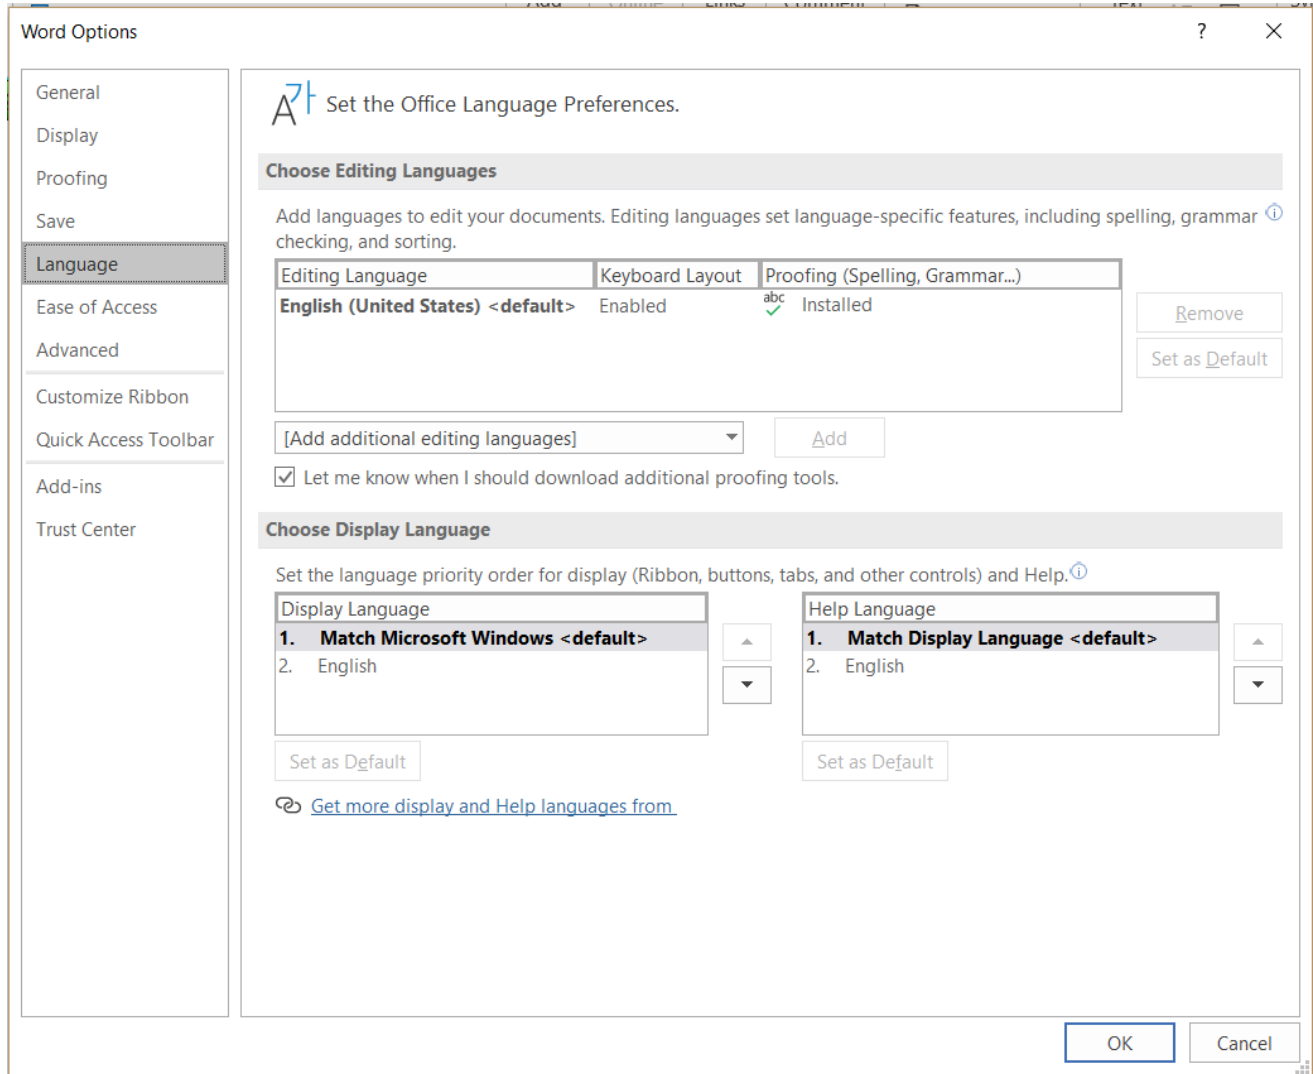 Word Options
?
General
Display
Proofing
Save
Language
Ease of Access
Advanced
Customize Ribbon
Quick Access Toolbar
Add-ins
Trust Center
A가 Set the Office Language Preferences.
Choose Editing Languages
Add languages to edit your documents. Editing languages set language-specific features, including spelling, grammar
checking, and sorting.
Editing Language Keyboard Layout Proofing (Spelling, Grammar...)
English (United States) <default> Enabled abc Installed
Remove
Set as Default
[Add additional editing languages] Add
Let me know when I should download additional proofing tools.
Choose Display Language
Set the language priority order for display (Ribbon, buttons, tabs, and other controls) and Help.
Display Language
1. Match Microsoft Windows <default>
2. English
Set as Default
Help Language
1. Match Display Language <default>
2. English
Set as Default
Get more display and Help languages from
OK Cancel